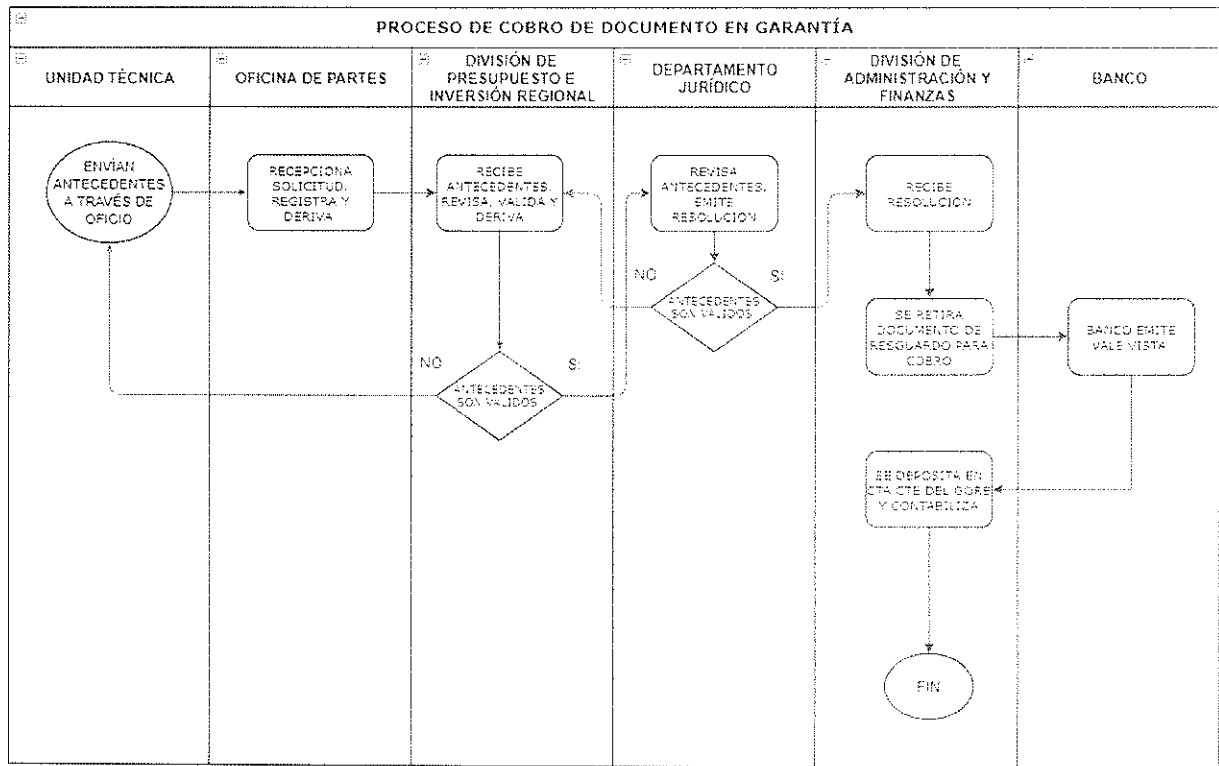 PROCESO DE COBRO DE DOCUMENTO EN GARANTÍA
UNIDAD TÉCNICA
OFICINA DE PARTES
DIVISIÓN DE
PRESUPUESTO E
INVERSIÓN REGIONAL
DEPARTAMENTO
JURÍDICO
DIVISIÓN DE
ADMINISTRACIÓN Y
FINANZAS
BANCO
ENVÍAN
ANTECEDENTES
A TRAVÉS DE
OFICIO
RECEPCIONA
SOLICITUD,
REGISTRA Y
DERIVA
RECIBE
ANTECEDENTES,
REVISA, VALIDA Y
DERIVA
REVISA
ANTECEDENTES,
EMITE
RESOLUCION
RECIBE
RESOLUCION
NO
SI
ANTECEDENTES
SON VALIDOS
SE RETIRA
DOCUMENTO DE
RESGUARDO PARA
COBRO
BANCO EMITE
VALE VISTA
NO
SI
ANTECEDENTES
SON VALIDOS
SE DEPOSITA EN
CTA CTE DEL GORE
Y CONTABILIZA
FIN